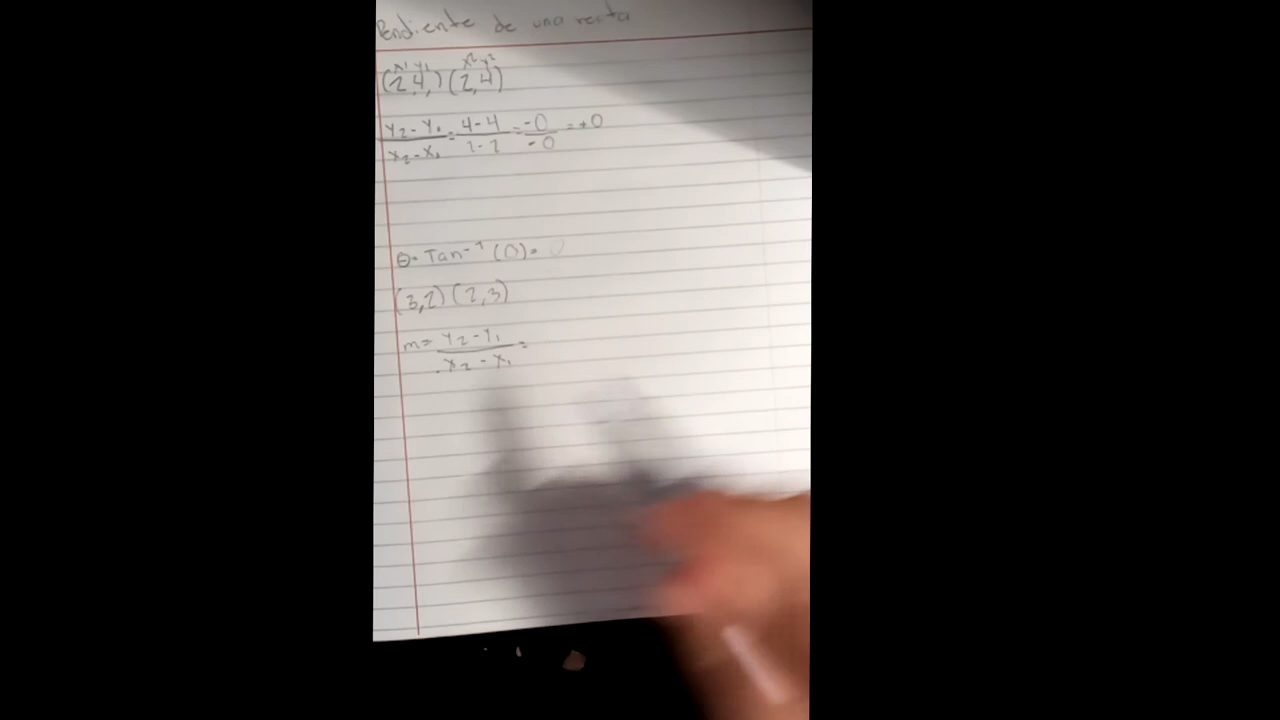 Pendiente de una recta
x1 y1 x2 y2
(2,4,) (2,4)
y2-y1/x2-x1 = 4-4/2-2 = -0/-0 = +0
θ= Tan-1 (0)= 0
(3,2) (2,3)
m= y2-y1/x2-x1 =